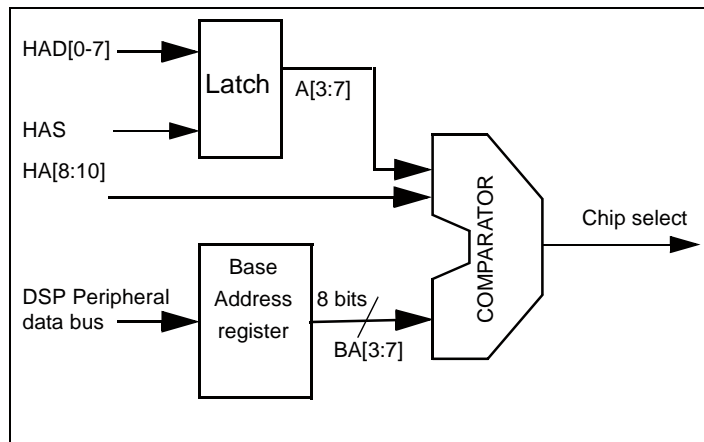 HAD[0-7]
Latch
A[3:7]
HAS
HA[8:10]
COMPARATOR
Chip select
Base
Address
register
DSP Peripheral
data bus
8 bits
BA[3:7]